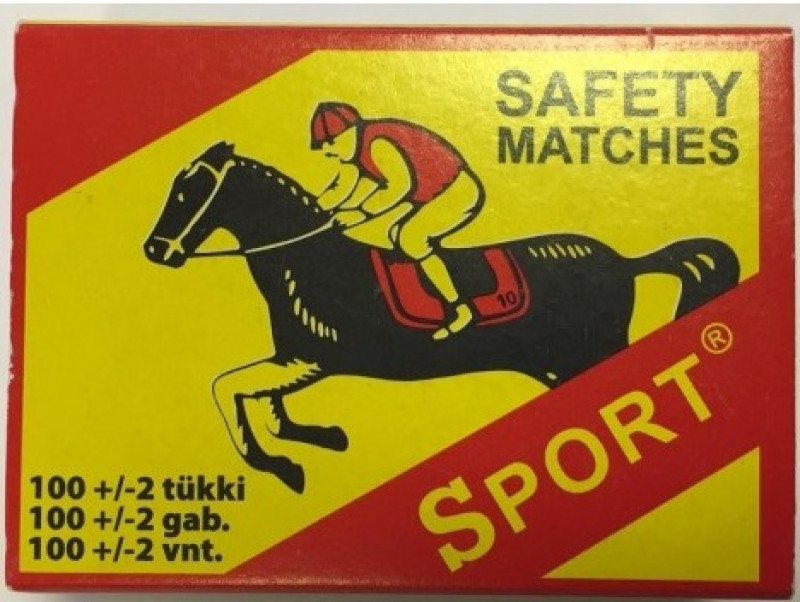 SAFETY
MATCHES
10
SPORT®
100 +/-2 tükki
100 +/-2 gab.
100 +/-2 vnt.